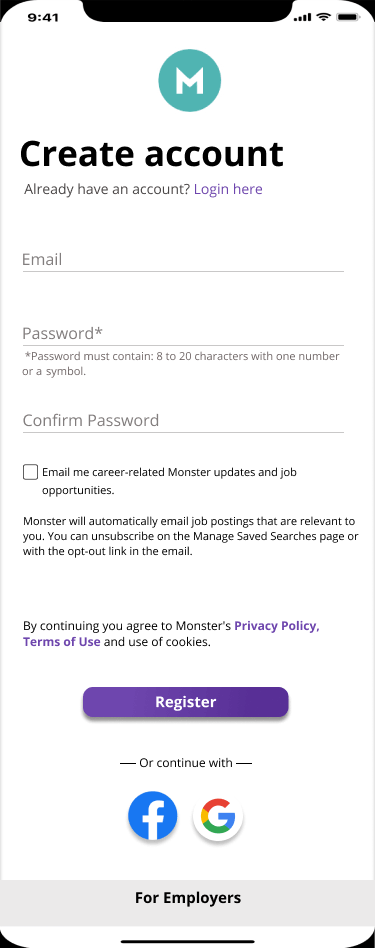 9:41
M
Create account
Already have an account? Login here
Email
Password*
*Password must contain: 8 to 20 characters with one number
or a symbol.
Confirm Password
Email me career-related Monster updates and job
opportunities.
Monster will automatically email job postings that are relevant to
you. You can unsubscribe on the Manage Saved Searches page or
with the opt-out link in the email.
By continuing you agree to Monster's Privacy Policy,
Terms of Use and use of cookies.
Register
Or continue with
f G
For Employers